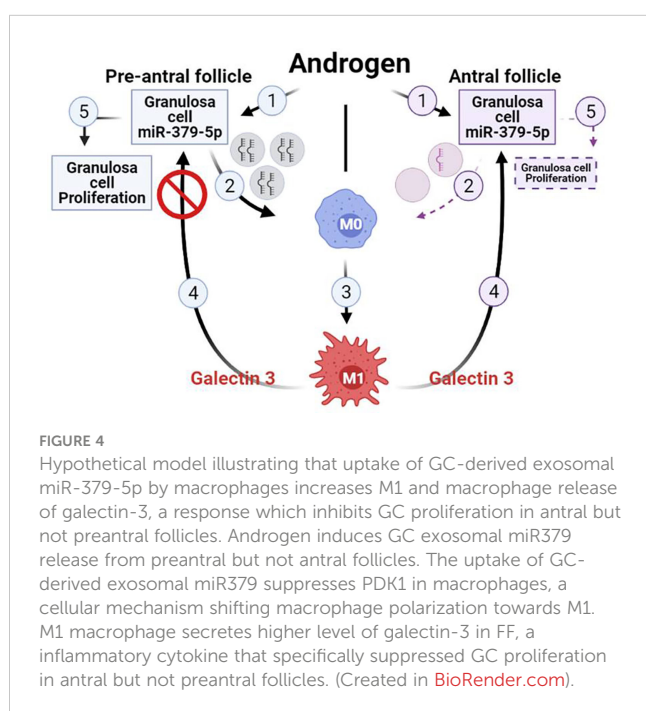 Androgen
Pre-antral follicle
Antral follicle
1
1
5
5
Granulosa
cell
miR-379-5p
Granulosa
cell
miR-379-5p
Granulosa
cell
Proliferation
Granulosa cell
Proliferation
2
2
M0
3
4
4
Galectin 3
M1
Galectin 3
FIGURE 4
Hypothetical model illustrating that uptake of GC-derived exosomal
miR-379-5p by macrophages increases M1 and macrophage release
of galectin-3, a response which inhibits GC proliferation in antral but
not preantral follicles. Androgen induces GC exosomal miR379
release from preantral but not antral follicles. The uptake of GC-
derived exosomal miR379 suppresses PDK1 in macrophages, a
cellular mechanism shifting macrophage polarization towards M1.
M1 macrophage secretes higher level of galectin-3 in FF, a
inflammatory cytokine that specifically suppressed GC proliferation
in antral but not preantral follicles. (Created in BioRender.com).